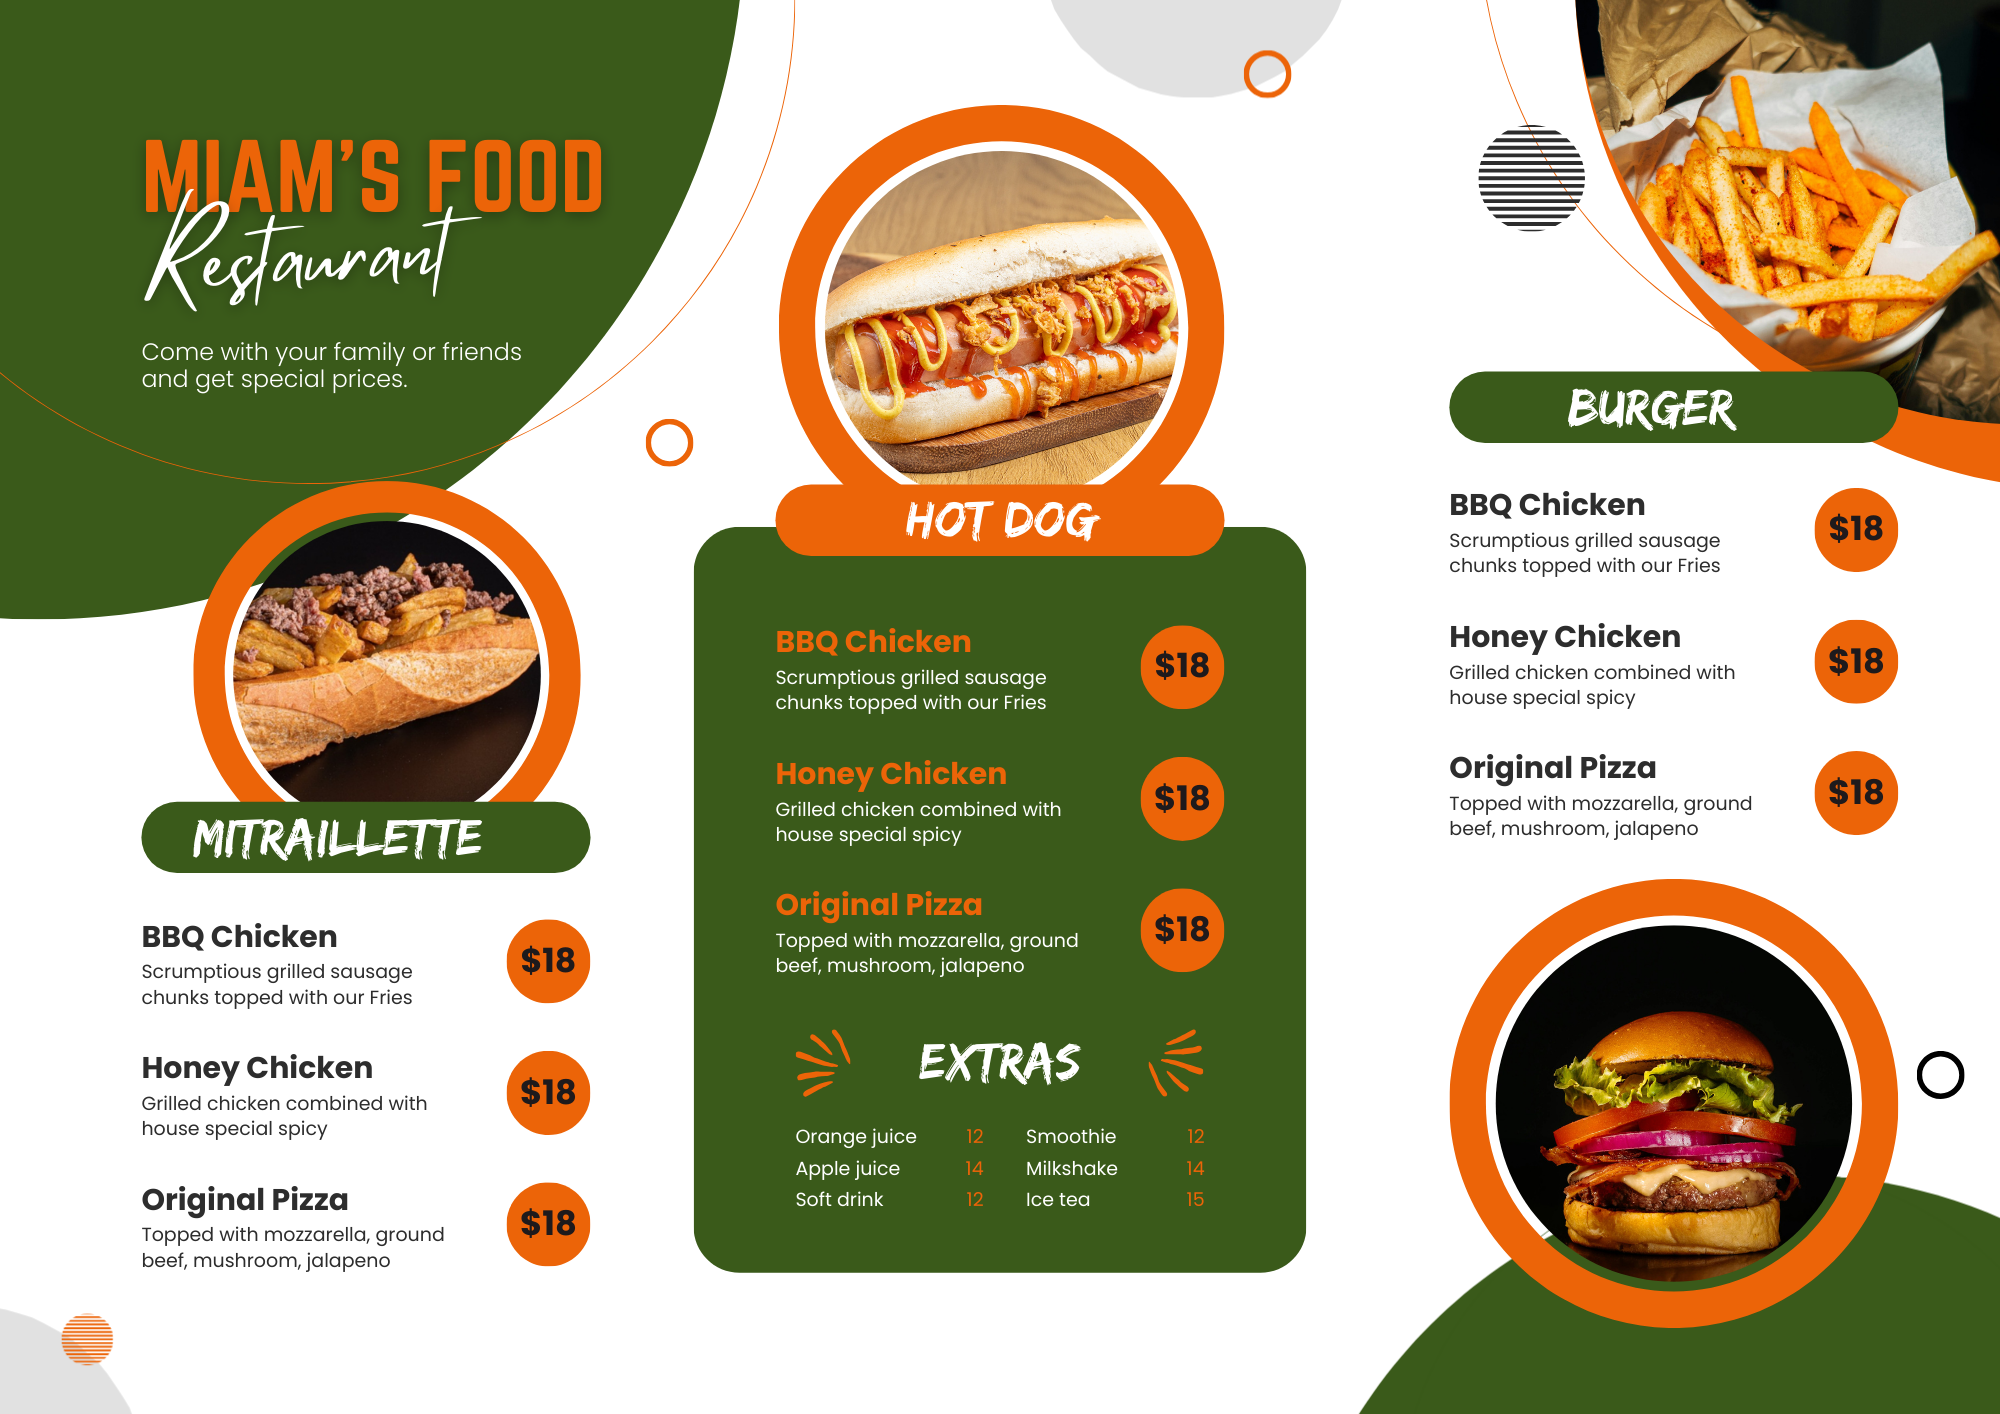 MIAM'S FOOD
Restaurant
Come with your family or friends
and get special prices.
MITRAILLETTE
BBQ Chicken
$18
Scrumptious grilled sausage
chunks topped with our Fries
Honey Chicken
$18
Grilled chicken combined with
house special spicy
Original Pizza
$18
Topped with mozzarella, ground
beef, mushroom, jalapeno
HOT DOG
BBQ Chicken
$18
Scrumptious grilled sausage
chunks topped with our Fries
Honey Chicken
$18
Grilled chicken combined with
house special spicy
Original Pizza
$18
Topped with mozzarella, ground
beef, mushroom, jalapeno
EXTRAS
Orange juice 12
Apple juice 14
Soft drink 12
Smoothie 12
Milkshake 14
Ice tea 15
BURGER
BBQ Chicken
$18
Scrumptious grilled sausage
chunks topped with our Fries
Honey Chicken
$18
Grilled chicken combined with
house special spicy
Original Pizza
$18
Topped with mozzarella, ground
beef, mushroom, jalapeno